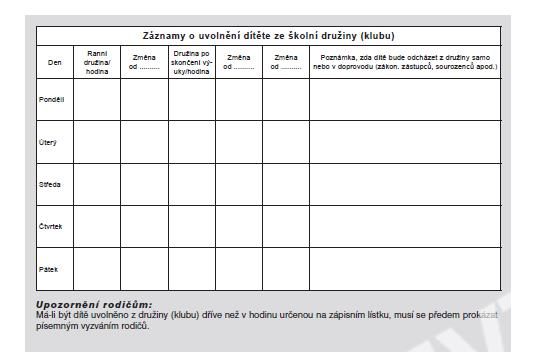 Záznamy o uvolnění dítěte ze školní družiny (klubu)
Den
Ranní
družina/
hodina
Změna
od ..........
Družina po
skončení vý-
uky/hodina
Změna
od ..........
Změna
od ..........
Poznámka, zda dítě bude odcházet z družiny samo
nebo v doprovodu (zákon. zástupců, sourozenců apod.)
Pondělí
Úterý
Středa
Čtvrtek
Pátek
Upozornění rodičům:
Má-li být dítě uvolněno z družiny (klubu) dříve než v hodinu určenou na zápisním lístku, musí se předem prokázat
písemným vyzváním rodičů.